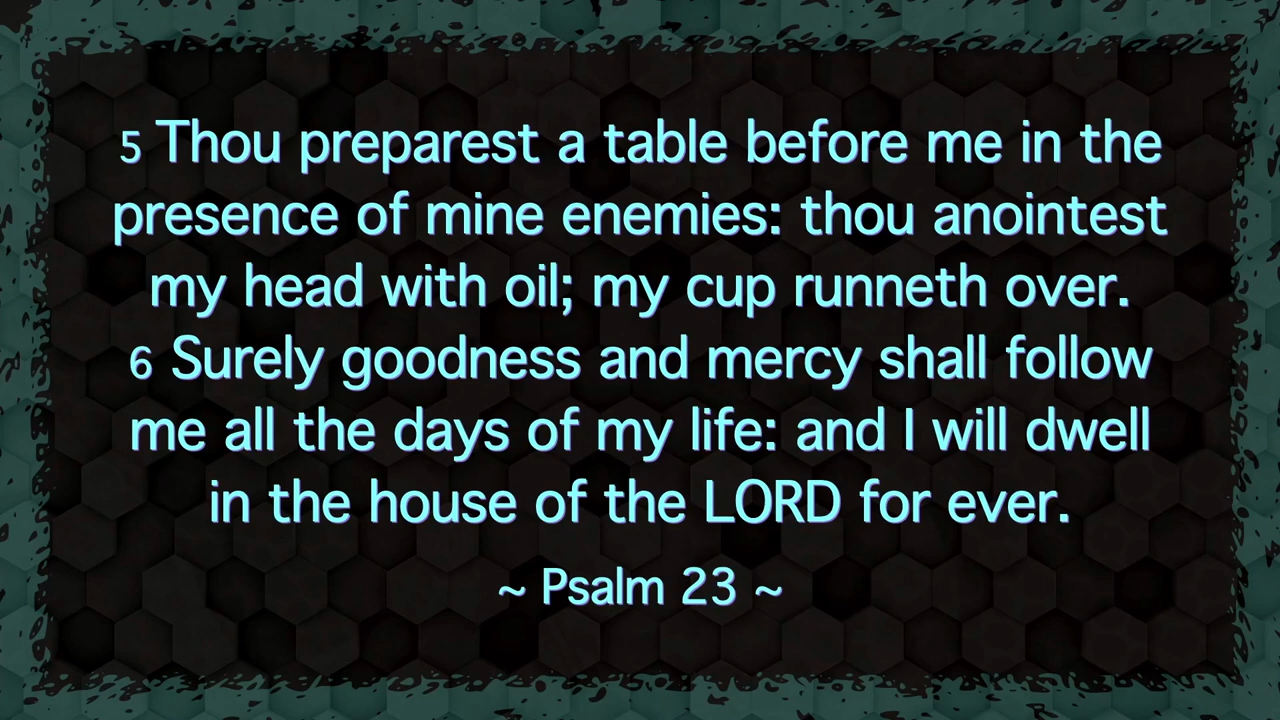 5 Thou preparest a table before me in the
presence of mine enemies: thou anointest
my head with oil; my cup runneth over.
6 Surely goodness and mercy shall follow
me all the days of my life: and I will dwell
in the house of the LORD for ever.
~ Psalm 23 ~